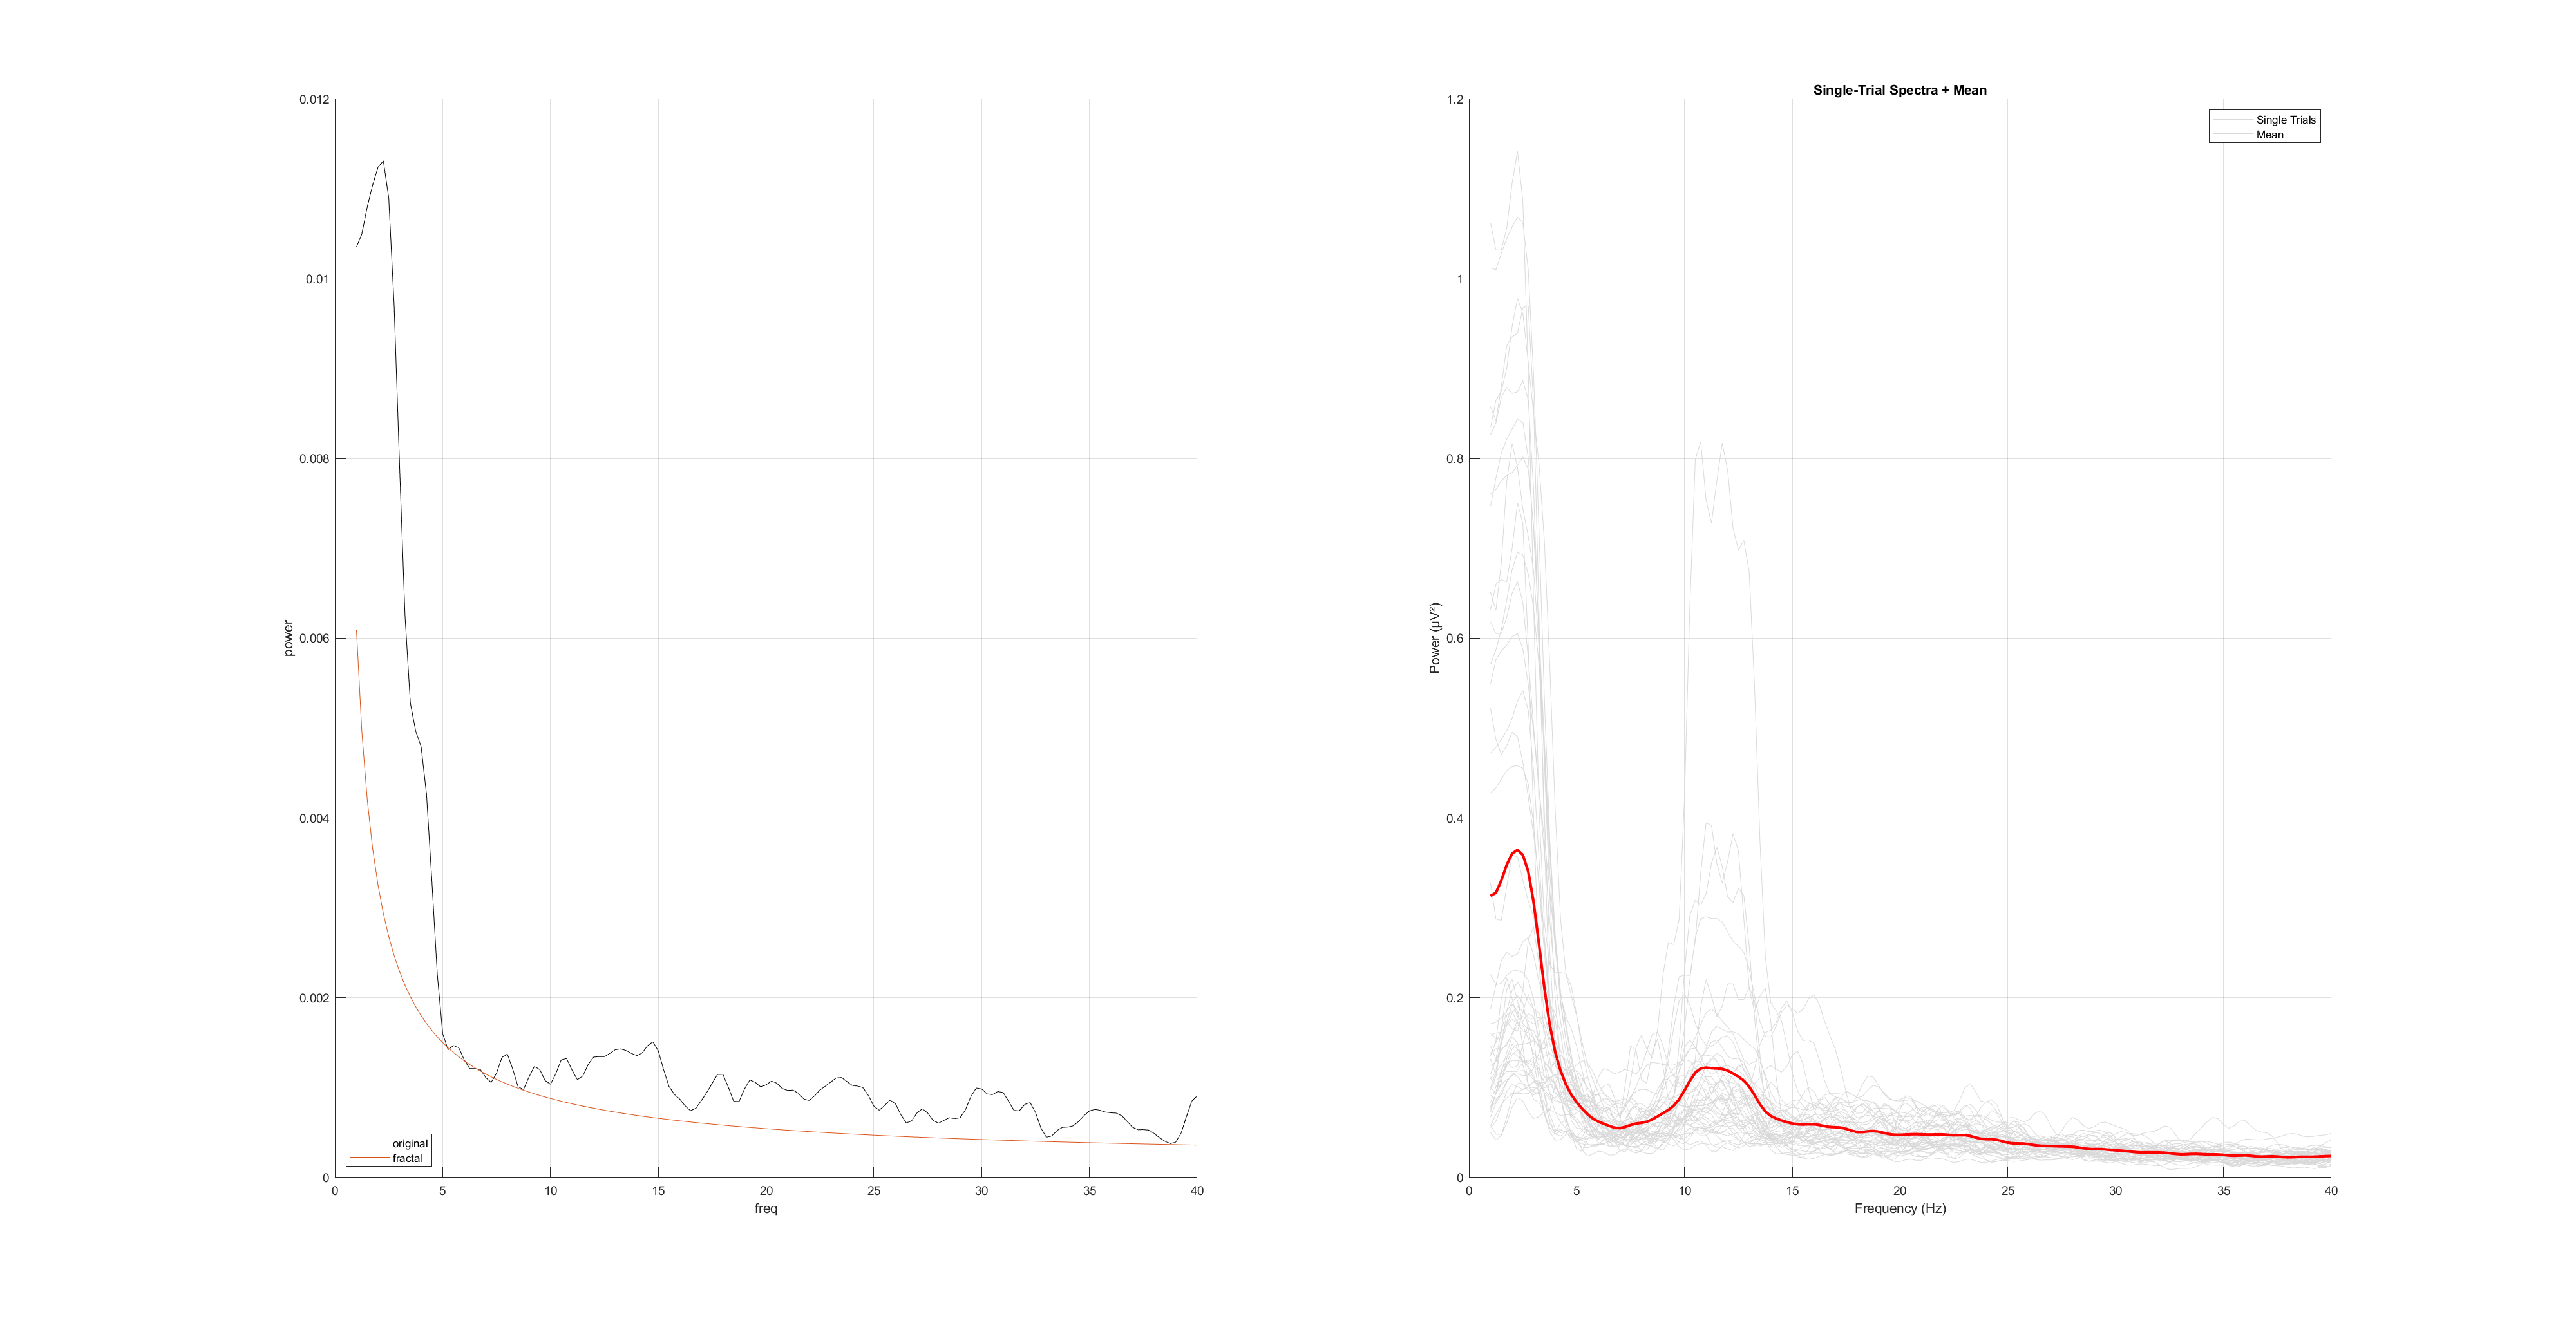 0.012
0.01
0.008
0.006
0.004
0.002
0
power
original
fractal
0 5 10 15 20 25 30 35 40
freq
Single-Trial Spectra + Mean
Single Trials
Mean
1.2
1
0.8
0.6
0.4
0.2
0
Power (µV²)
0 5 10 15 20 25 30 35 40
Frequency (Hz)